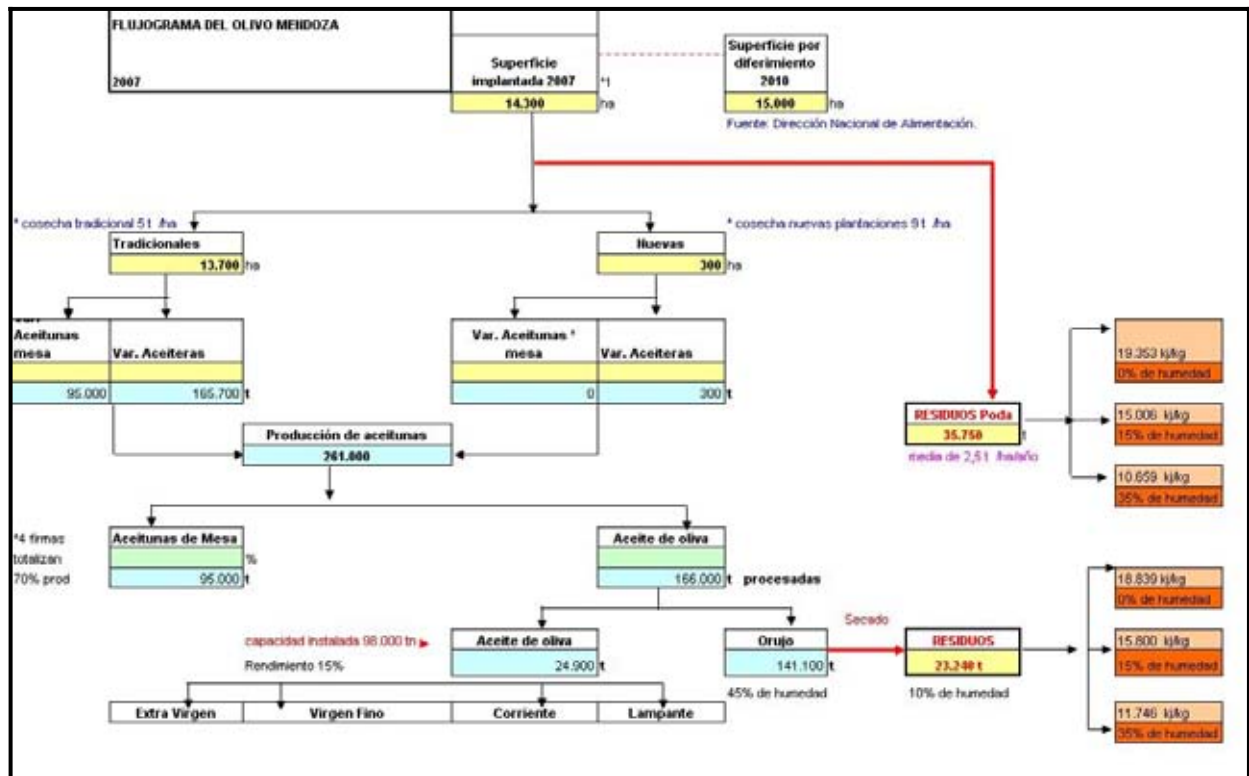 FLUJOGRAMA DEL OLIVO MENDOZA
2007
Superficie
implantada 2007
*1
14.300 ha
Superficie por
diferimiento
2010
15.000 ha
Fuente: Dirección Nacional de Alimentación.
* cosecha tradicional 51 /ha
* cosecha nuevas plantaciones 91 /ha
Tradicionales
13.700 ha
Nuevas
300 ha
Aceitunas
mesa
Var. Aceiteras
95.000
165.700 t
Var. Aceitunas *
mesa
Var. Aceiteras
0
300 t
Producción de aceitunas
261.000
RESIDUOS Poda
35.750 t
media de 2,51 /ha/año
19.353 kj/kg
0% de humedad
15.006 kj/kg
15% de humedad
10.659 kj/kg
35% de humedad
*4 firmas
totalizan
70% prod
Aceitunas de Mesa
%
95.000 t
Aceite de oliva
166.000 t procesadas
capacidad instalada 98.000 tn
Rendimiento 15%
Aceite de oliva
24.900 t
Orujo
141.100 t
45% de humedad
Secado
RESIDUOS
23.240 t
10% de humedad
18.839 kj/kg
0% de humedad
15.800 kj/kg
15% de humedad
11.746 kj/kg
35% de humedad
Extra Virgen
Virgen Fino
Corriente
Lampante